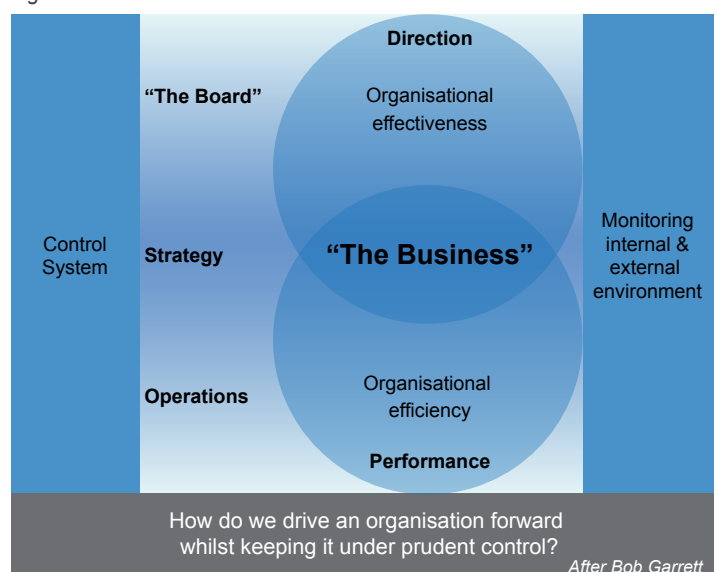 Direction
“The Board”
Organisational
effectiveness
Control
System
Strategy
“The Business”
Monitoring
internal &
external
environment
Operations
Organisational
efficiency
Performance
How do we drive an organisation forward
whilst keeping it under prudent control?
After Bob Garrett